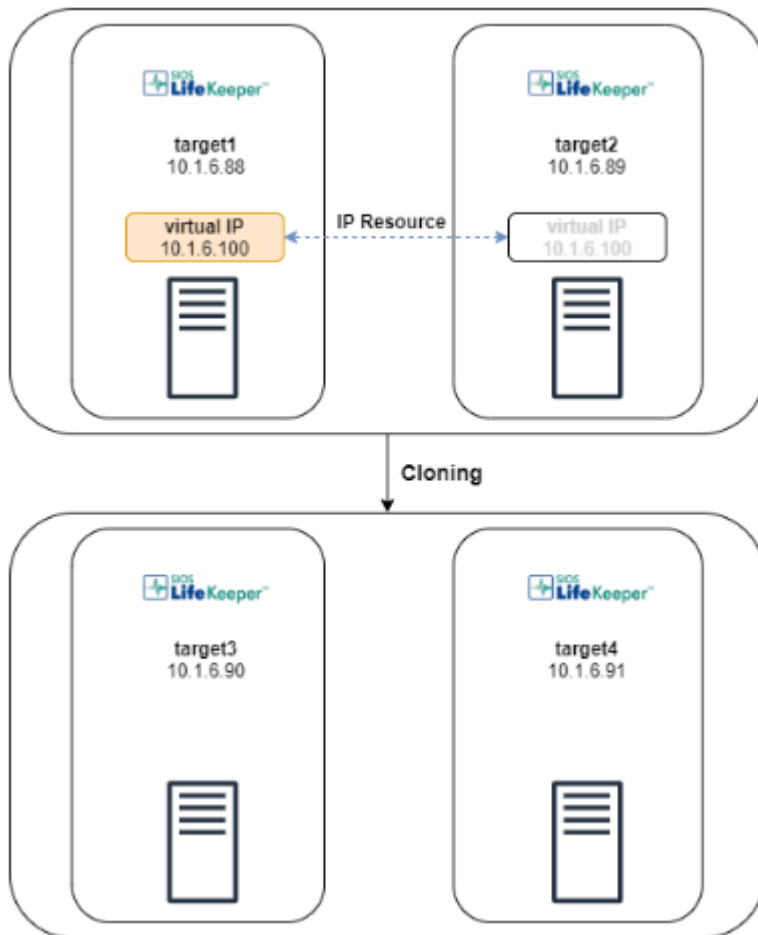 SIOS
LifeKeeper™
SIOS
LifeKeeper™
target1
10.1.6.88
target2
10.1.6.89
virtual IP
10.1.6.100
IP Resource
virtual IP
10.1.6.100
Cloning
SIOS
LifeKeeper™
SIOS
LifeKeeper™
target3
10.1.6.90
target4
10.1.6.91